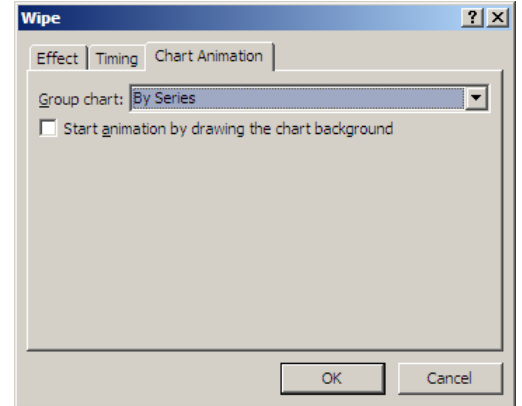 Wipe
Effect Timing Chart Animation
Group chart: By Series
Start animation by drawing the chart background
OK Cancel